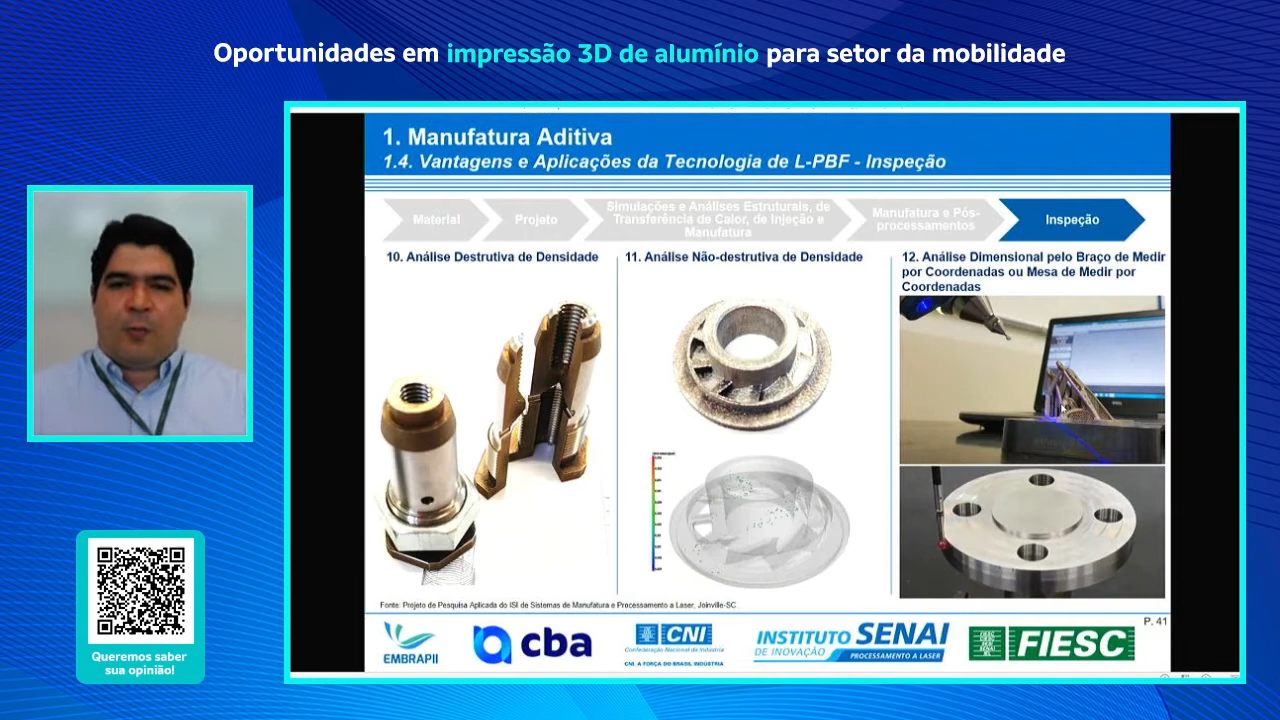 Oportunidades em impressão 3D de alumínio para setor da mobilidade
1. Manufatura Aditiva
1.4. Vantagens e Aplicações da Tecnologia de L-PBF - Inspeção
Material
Projeto
Simulações e Análises Estruturais, de
Transferência de Calor, de Injeção e
Manufatura
Manufatura e Pós-
processamentos
Inspeção
10. Análise Destrutiva de Densidade
11. Análise Não-destrutiva de Densidade
12. Análise Dimensional pelo Braço de Medir
por Coordenadas ou Mesa de Medir por
Coordenadas
Fonte: Projeto de Pesquisa Aplicada do ISI de Sistemas de Manufatura e Processamento a Laser, Joinville-SC
P. 41
EMBRAPII
cba
CNI
Confederação Nacional da Indústria
CNI. A FORÇA DO BRASIL INDÚSTRIA
INSTITUTO SENAI
DE INOVAÇÃO
PROCESSAMENTO A LASER
FIESC
Queremos saber
sua opinião!